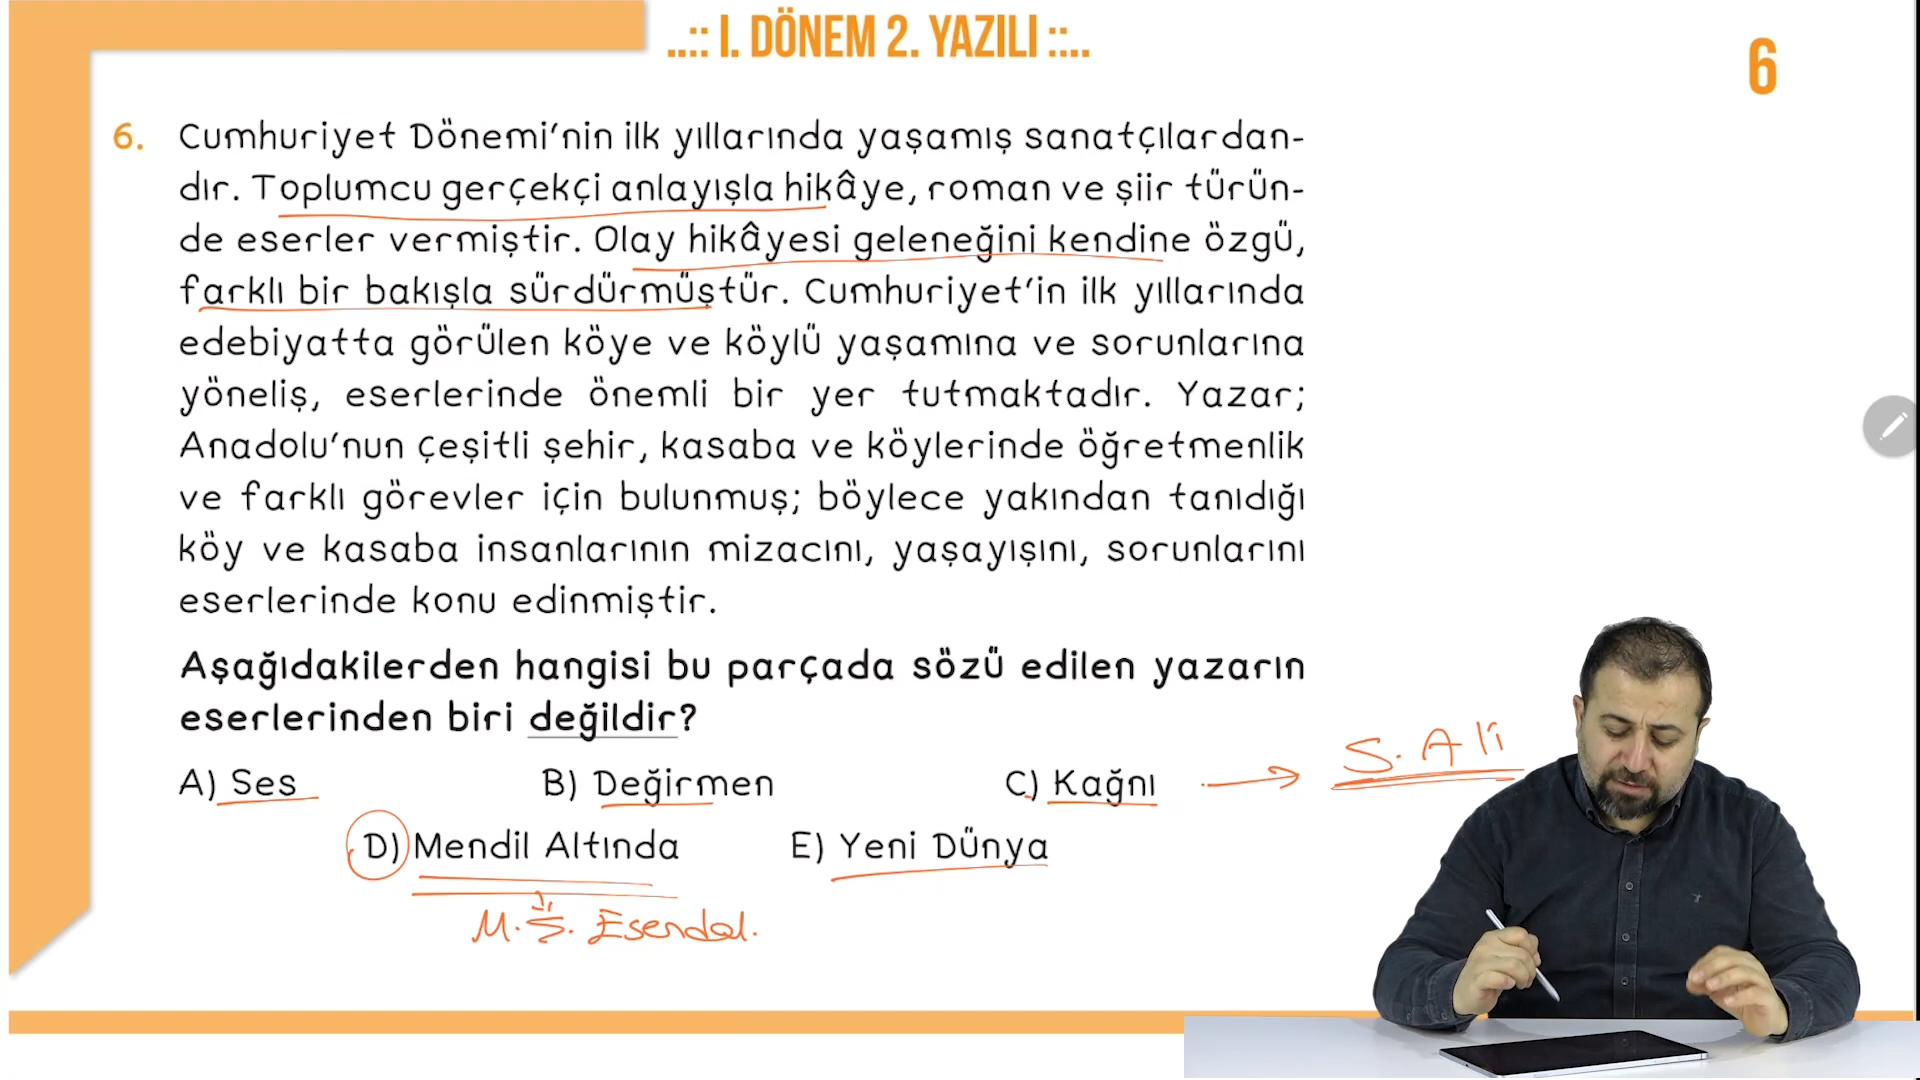 ..:: I. DÖNEM 2. YAZILI ::..
6
6. Cumhuriyet Dönemi'nin ilk yıllarında yaşamış sanatçılardan-
dır. Toplumcu gerçekçi anlayışla hikâye, roman ve şiir türün-
de eserler vermiştir. Olay hikâyesi geleneğini kendine özgü,
farklı bir bakışla sürdürmüştür. Cumhuriyet'in ilk yıllarında
edebiyatta görülen köye ve köylü yaşamına ve sorunlarına
yöneliş, eserlerinde önemli bir yer tutmaktadır. Yazar;
Anadolu'nun çeşitli şehir, kasaba ve köylerinde öğretmenlik
ve farklı görevler için bulunmuş; böylece yakından tanıdığı
köy ve kasaba insanlarının mizacını, yaşayışını, sorunlarını
eserlerinde konu edinmiştir.
Aşağıdakilerden hangisi bu parçada sözü edilen yazarın
eserlerinden biri değildir?
A) Ses B) Değirmen C) Kağnı
S. Ali
D) Mendil Altında E) Yeni Dünya
M. Ş. Esendal.